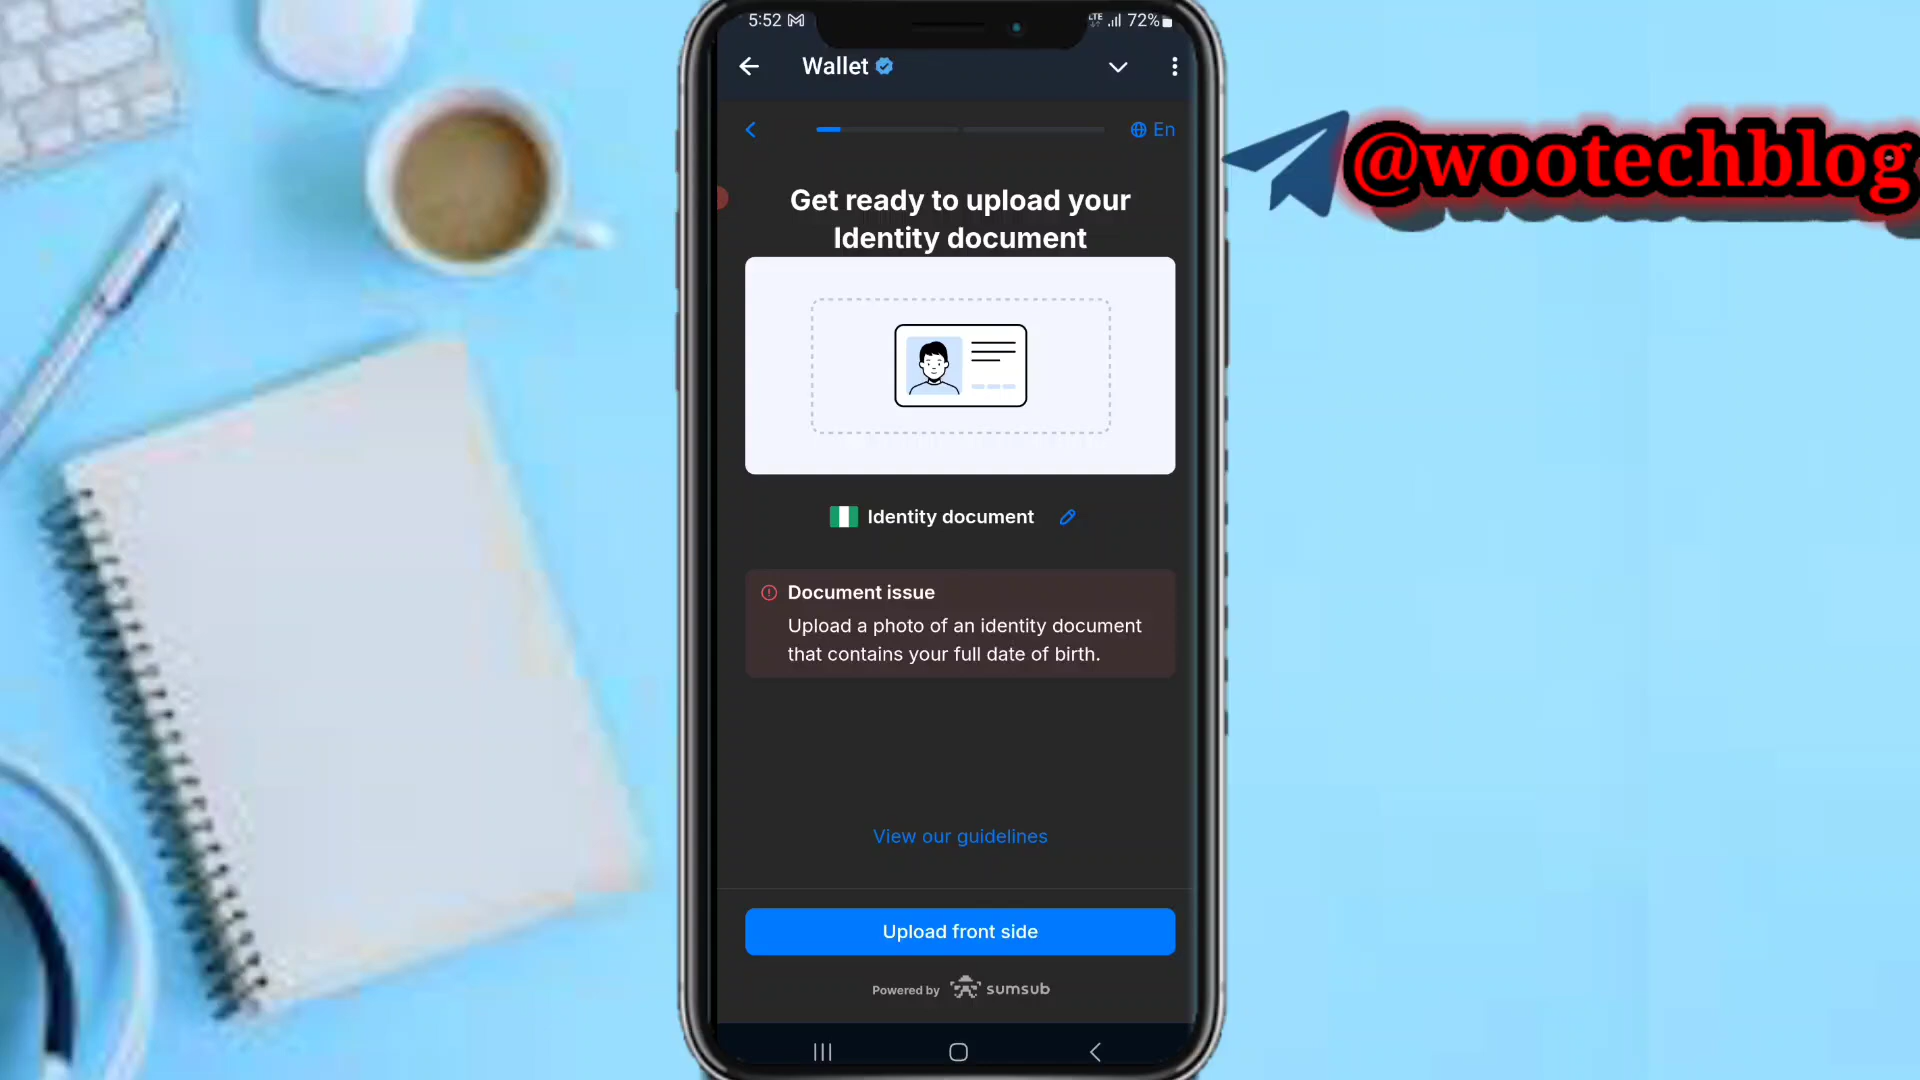 5:52
LTE
72%
Wallet
En
@wootechblog
Get ready to upload your
Identity document
Identity document
Document issue
Upload a photo of an identity document
that contains your full date of birth.
View our guidelines
Upload front side
Powered by sumsub